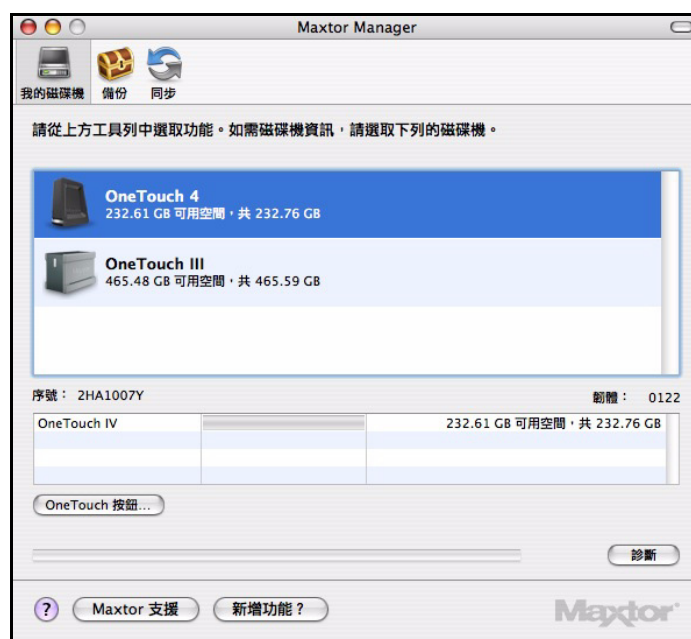 Maxtor Manager
我的磁碟機 備份 同步
請從上方工具列中選取功能。如需磁碟機資訊，請選取下列的磁碟機。
OneTouch 4
232.61 GB 可用空間，共 232.76 GB
OneTouch III
465.48 GB 可用空間，共 465.59 GB
序號： 2HA1007Y 韌體： 0122
OneTouch IV 232.61 GB 可用空間，共 232.76 GB
OneTouch 按鈕...
診斷
? Maxtor 支援 新增功能？ Maxtor